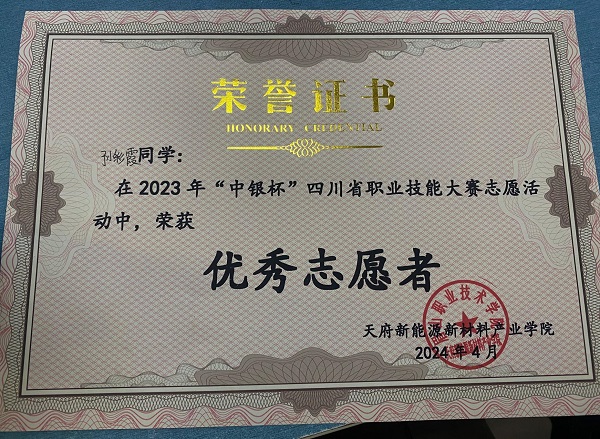 荣誉证书
HONORARY CREDENTIAL
孙彩霞同学：
在2023年“中银杯”四川省职业技能大赛志愿活
动中，荣获
优秀志愿者
天府新能源新材料产业学院
2024年4月